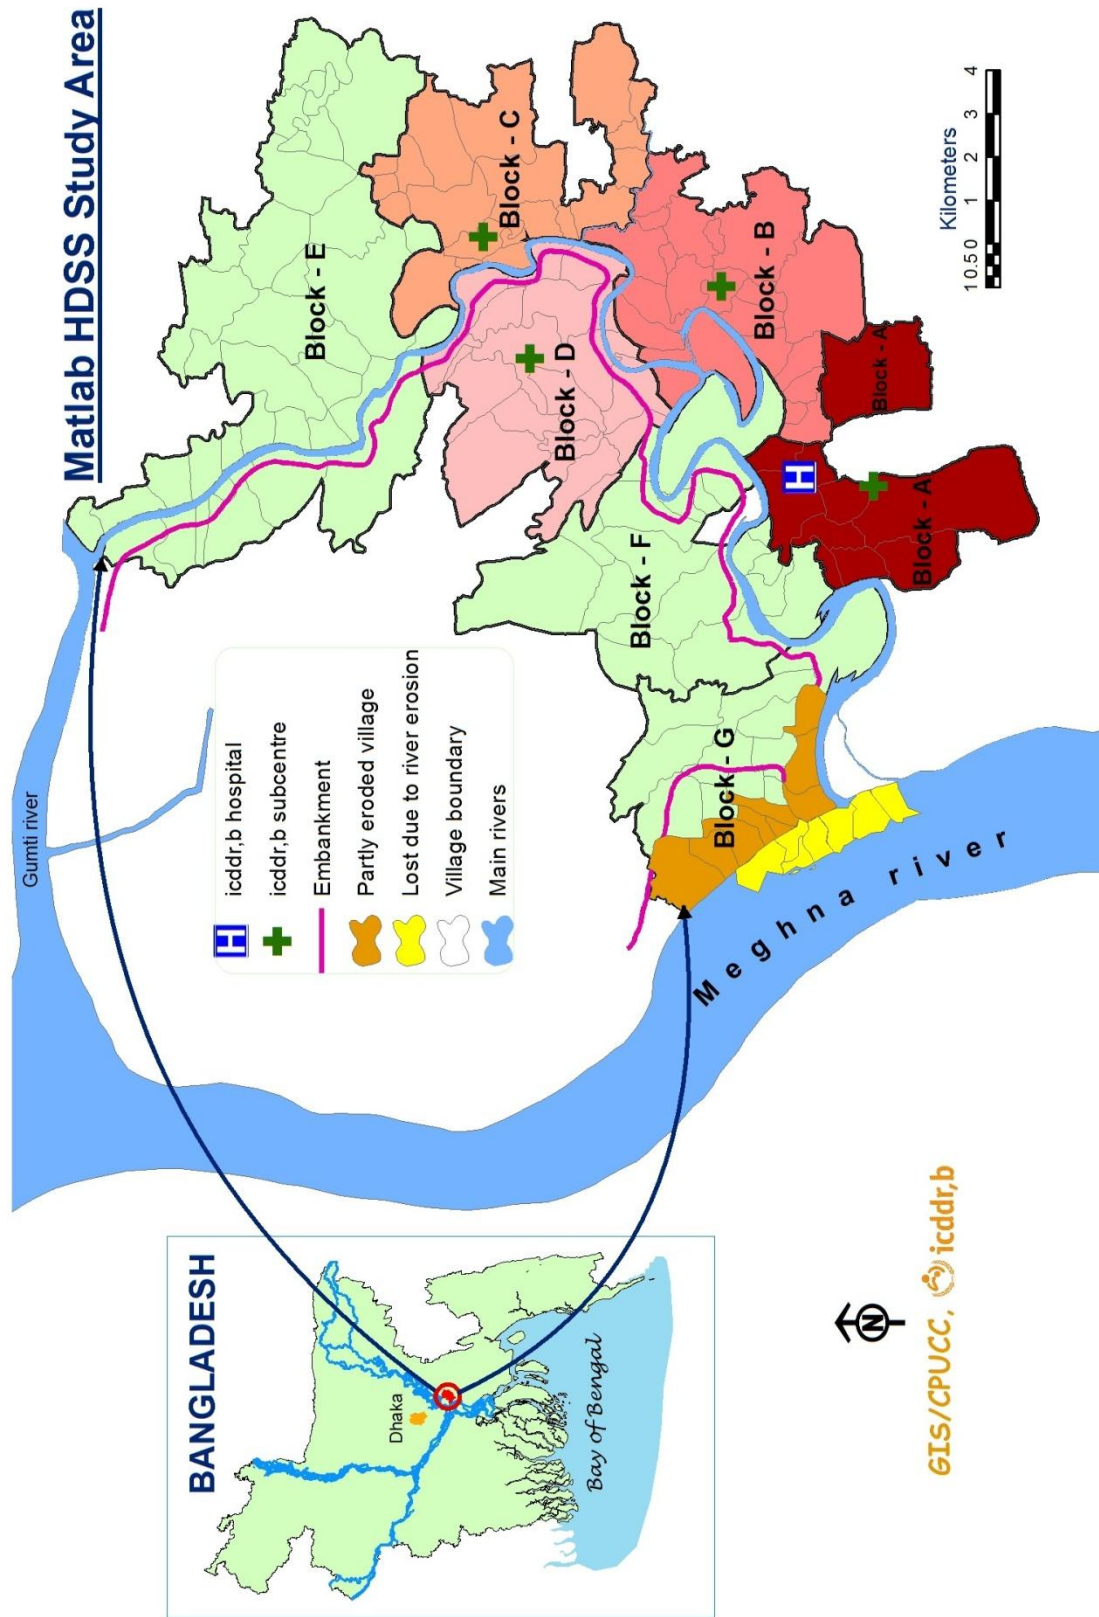 Matlab HDSS Study Area
BANGLADESH
Dhaka
Bay of Bengal
Gumti river
icddr,b hospital
icddr,b subcentre
Embankment
Partly eroded village
Lost due to river erosion
Village boundary
Main rivers
H
H
Block - E
Block - C
Block - D
Block - B
Block - F
Block - G
Block - A
Block - A
Meghna river
Kilometers
1 0.5 0 1 2 3 4
N
GIS/CPUCC, icddr,b